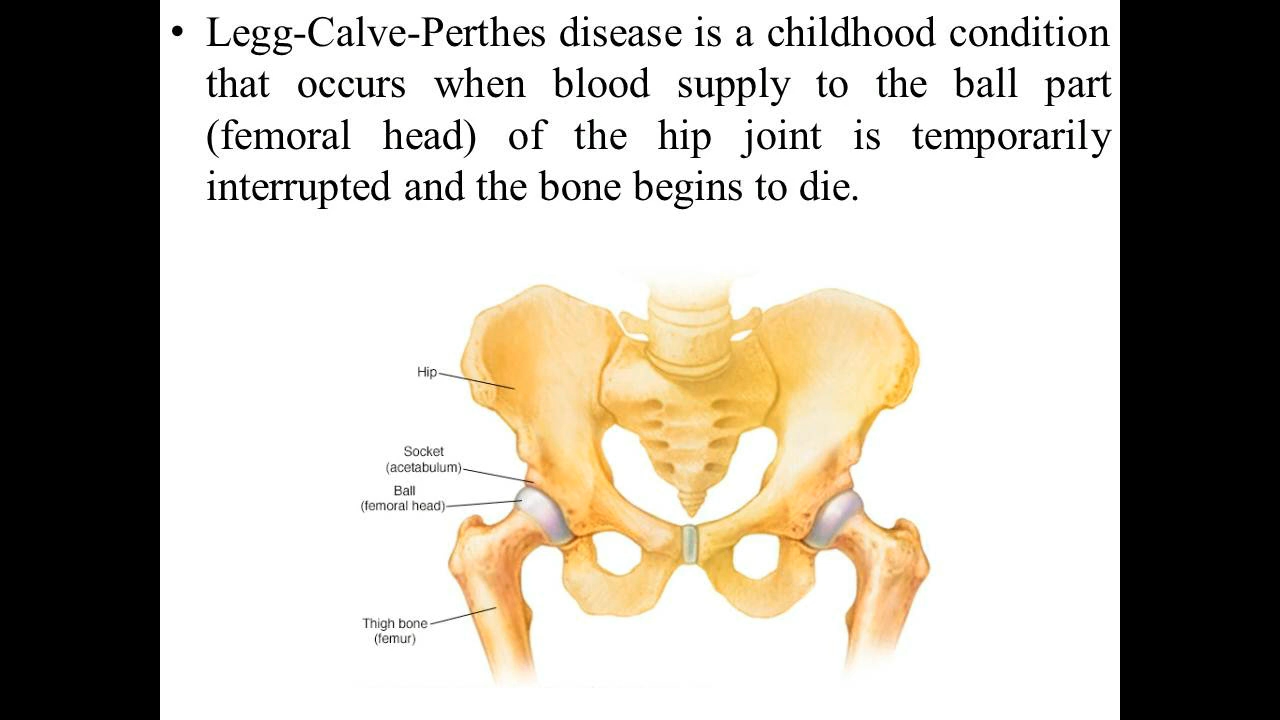 • Legg-Calve-Perthes disease is a childhood condition
that occurs when blood supply to the ball part
(femoral head) of the hip joint is temporarily
interrupted and the bone begins to die.
Hip
Socket
(acetabulum)
Ball
(femoral head)
Thigh bone
(femur)